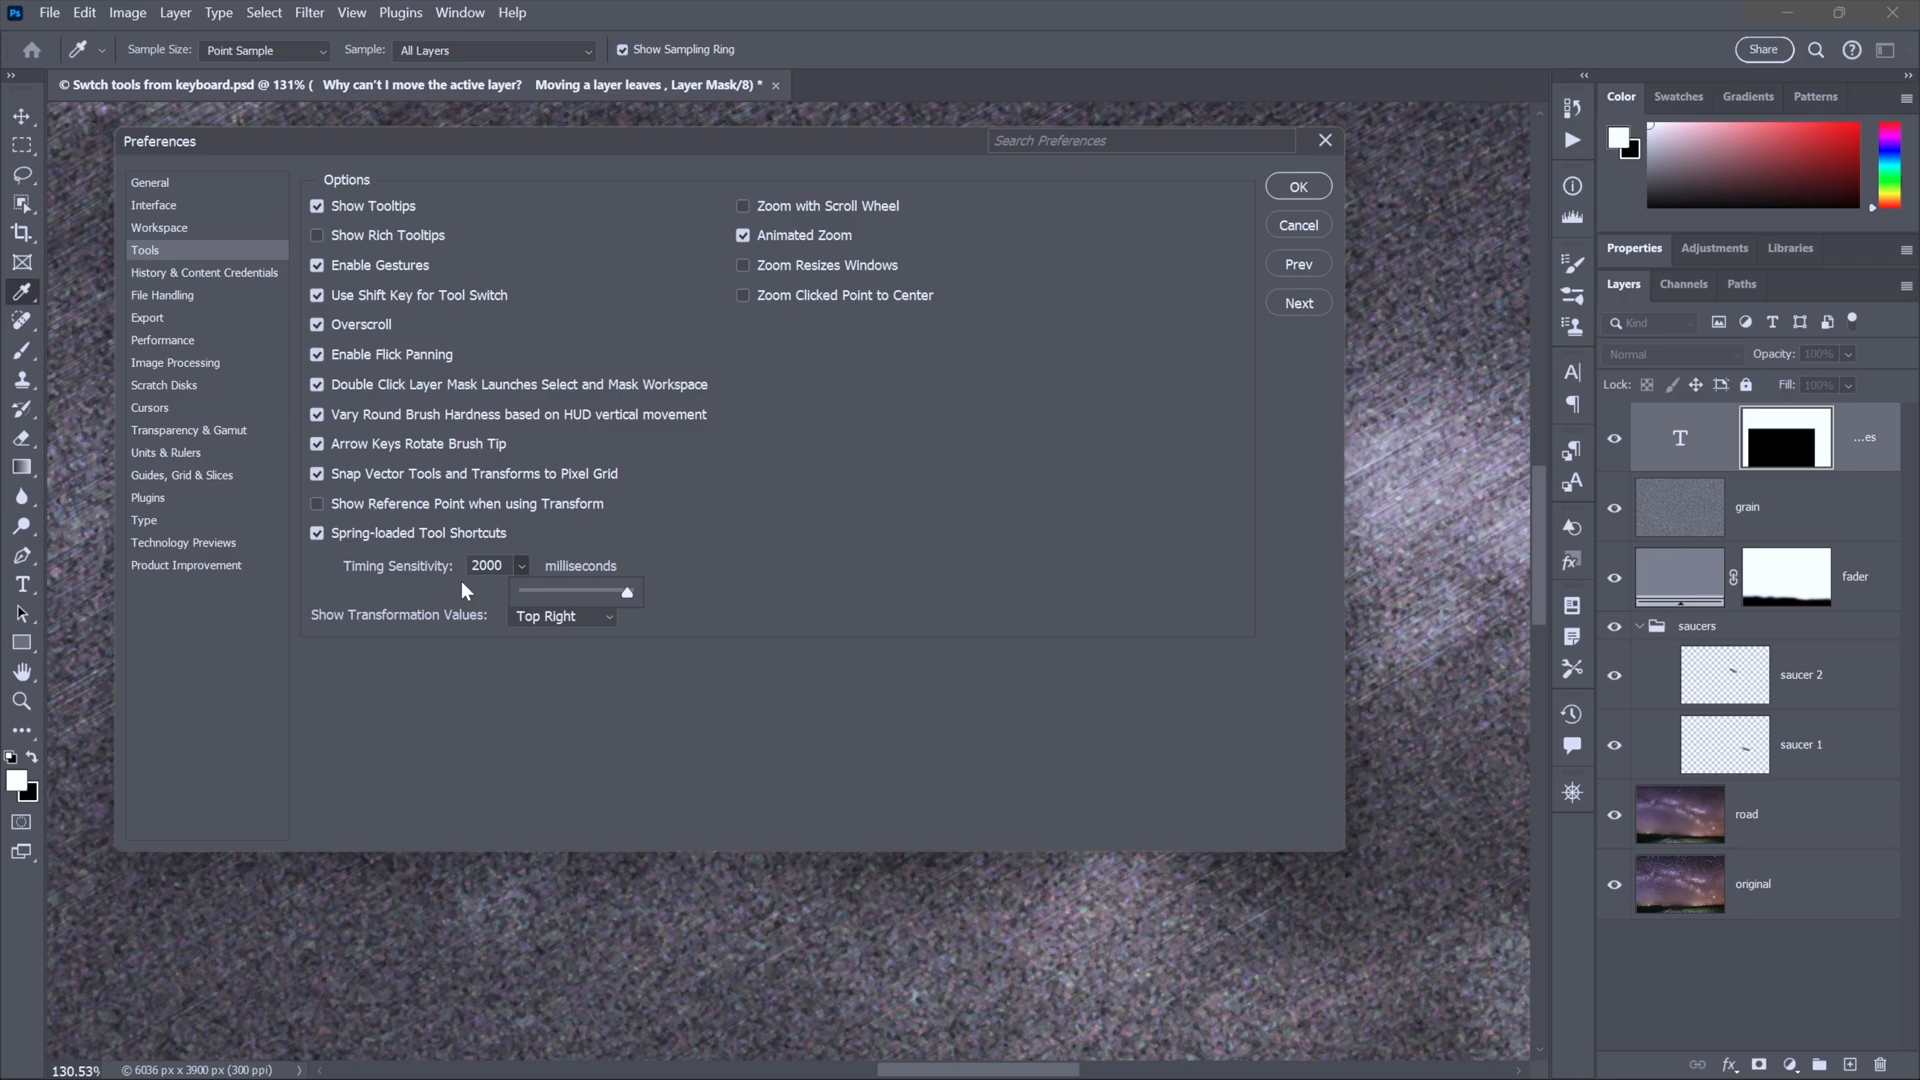 Ps File Edit Image Layer Type Select Filter View Plugins Window Help
Sample Size: Point Sample Sample: All Layers Show Sampling Ring Share
© Swtch tools from keyboard.psd @ 131% ( Why can't I move the active layer? Moving a layer leaves , Layer Mask/8) * ×
Preferences
Search Preferences
General
Interface
Workspace
Tools
History & Content Credentials
File Handling
Export
Performance
Image Processing
Scratch Disks
Cursors
Transparency & Gamut
Units & Rulers
Guides, Grid & Slices
Plugins
Type
Technology Previews
Product Improvement
Options
Show Tooltips
Show Rich Tooltips
Enable Gestures
Use Shift Key for Tool Switch
Overscroll
Enable Flick Panning
Double Click Layer Mask Launches Select and Mask Workspace
Vary Round Brush Hardness based on HUD vertical movement
Arrow Keys Rotate Brush Tip
Snap Vector Tools and Transforms to Pixel Grid
Show Reference Point when using Transform
Spring-loaded Tool Shortcuts
Timing Sensitivity: 2000 milliseconds
Show Transformation Values: Top Right
Zoom with Scroll Wheel
Animated Zoom
Zoom Resizes Windows
Zoom Clicked Point to Center
OK
Cancel
Prev
Next
Color Swatches Gradients Patterns
Properties Adjustments Libraries
Layers Channels Paths
Kind
Normal Opacity: 100%
Lock: Fill: 100%
T ...es
grain
fader
saucers
saucer 2
saucer 1
road
original
fx
130.53% © 6036 px x 3900 px (300 ppi)